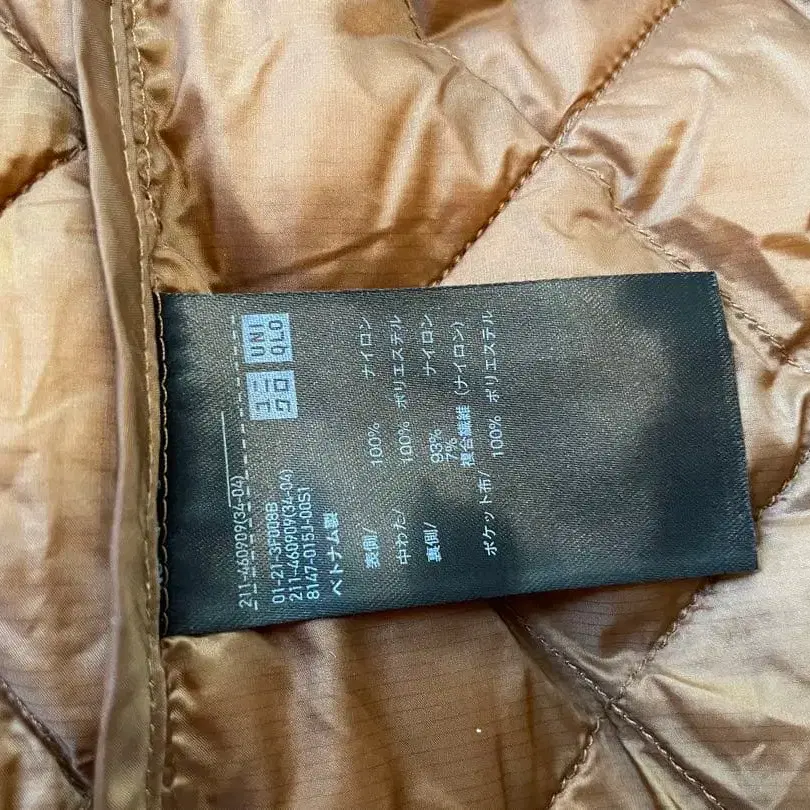 ユニ
クロ
UNI
QLO
211-460909(34-04)
01-21-3F008B
211-460909(34-04)
8147-015J-00S1
ベトナム製
表側/ 100% ナイロン
中わた/ 100% ポリエステル
裏側/ 93% ナイロン
7%
複合繊維 (ナイロン)
ポケット布/ 100% ポリエステル